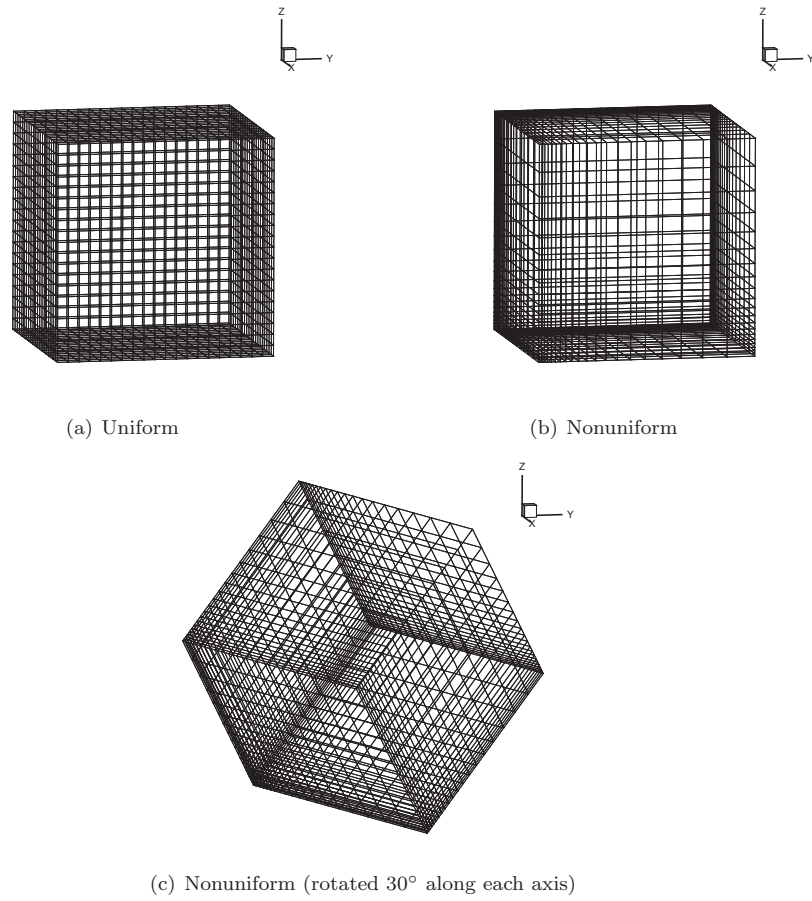 Z
Y
X
Z
Y
X
(a) Uniform
(b) Nonuniform
Z
Y
X
(c) Nonuniform (rotated 30° along each axis)